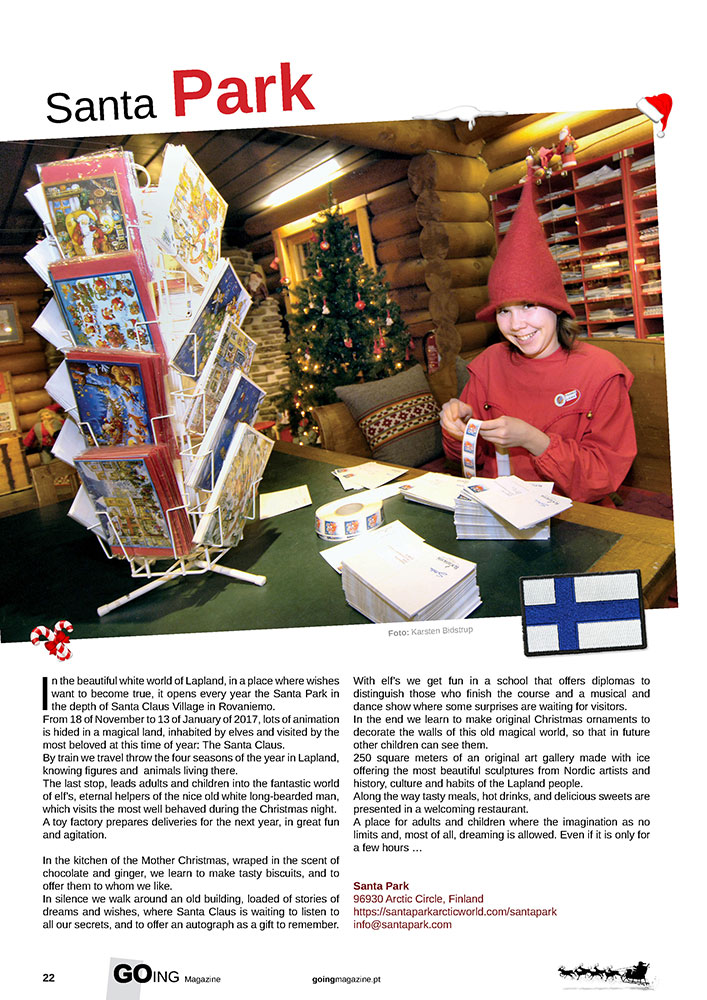 Santa Park
Foto: Karsten Bidstrup
In the beautiful white world of Lapland, in a place where wishes
want to become true, it opens every year the Santa Park in
the depth of Santa Claus Village in Rovaniemo.
From 18 of November to 13 of January of 2017, lots of animation
is hided in a magical land, inhabited by elves and visited by the
most beloved at this time of year: The Santa Claus.
By train we travel throw the four seasons of the year in Lapland,
knowing figures and animals living there.
The last stop, leads adults and children into the fantastic world
of elf's, eternal helpers of the nice old white long-bearded man,
which visits the most well behaved during the Christmas night.
A toy factory prepares deliveries for the next year, in great fun
and agitation.
In the kitchen of the Mother Christmas, wraped in the scent of
chocolate and ginger, we learn to make tasty biscuits, and to
offer them to whom we like.
In silence we walk around an old building, loaded of stories of
dreams and wishes, where Santa Claus is waiting to listen to
all our secrets, and to offer an autograph as a gift to remember.
With elf's we get fun in a school that offers diplomas to
distinguish those who finish the course and a musical and
dance show where some surprises are waiting for visitors.
In the end we learn to make original Christmas ornaments to
decorate the walls of this old magical world, so that in future
other children can see them.
250 square meters of an original art gallery made with ice
offering the most beautiful sculptures from Nordic artists and
history, culture and habits of the Lapland people.
Along the way tasty meals, hot drinks, and delicious sweets are
presented in a welcoming restaurant.
A place for adults and children where the imagination as no
limits and, most of all, dreaming is allowed. Even if it is only for
a few hours …
Santa Park
96930 Arctic Circle, Finland
https://santaparkarcticworld.com/santapark
info@santapark.com
22
GOING Magazine
goingmagazine.pt